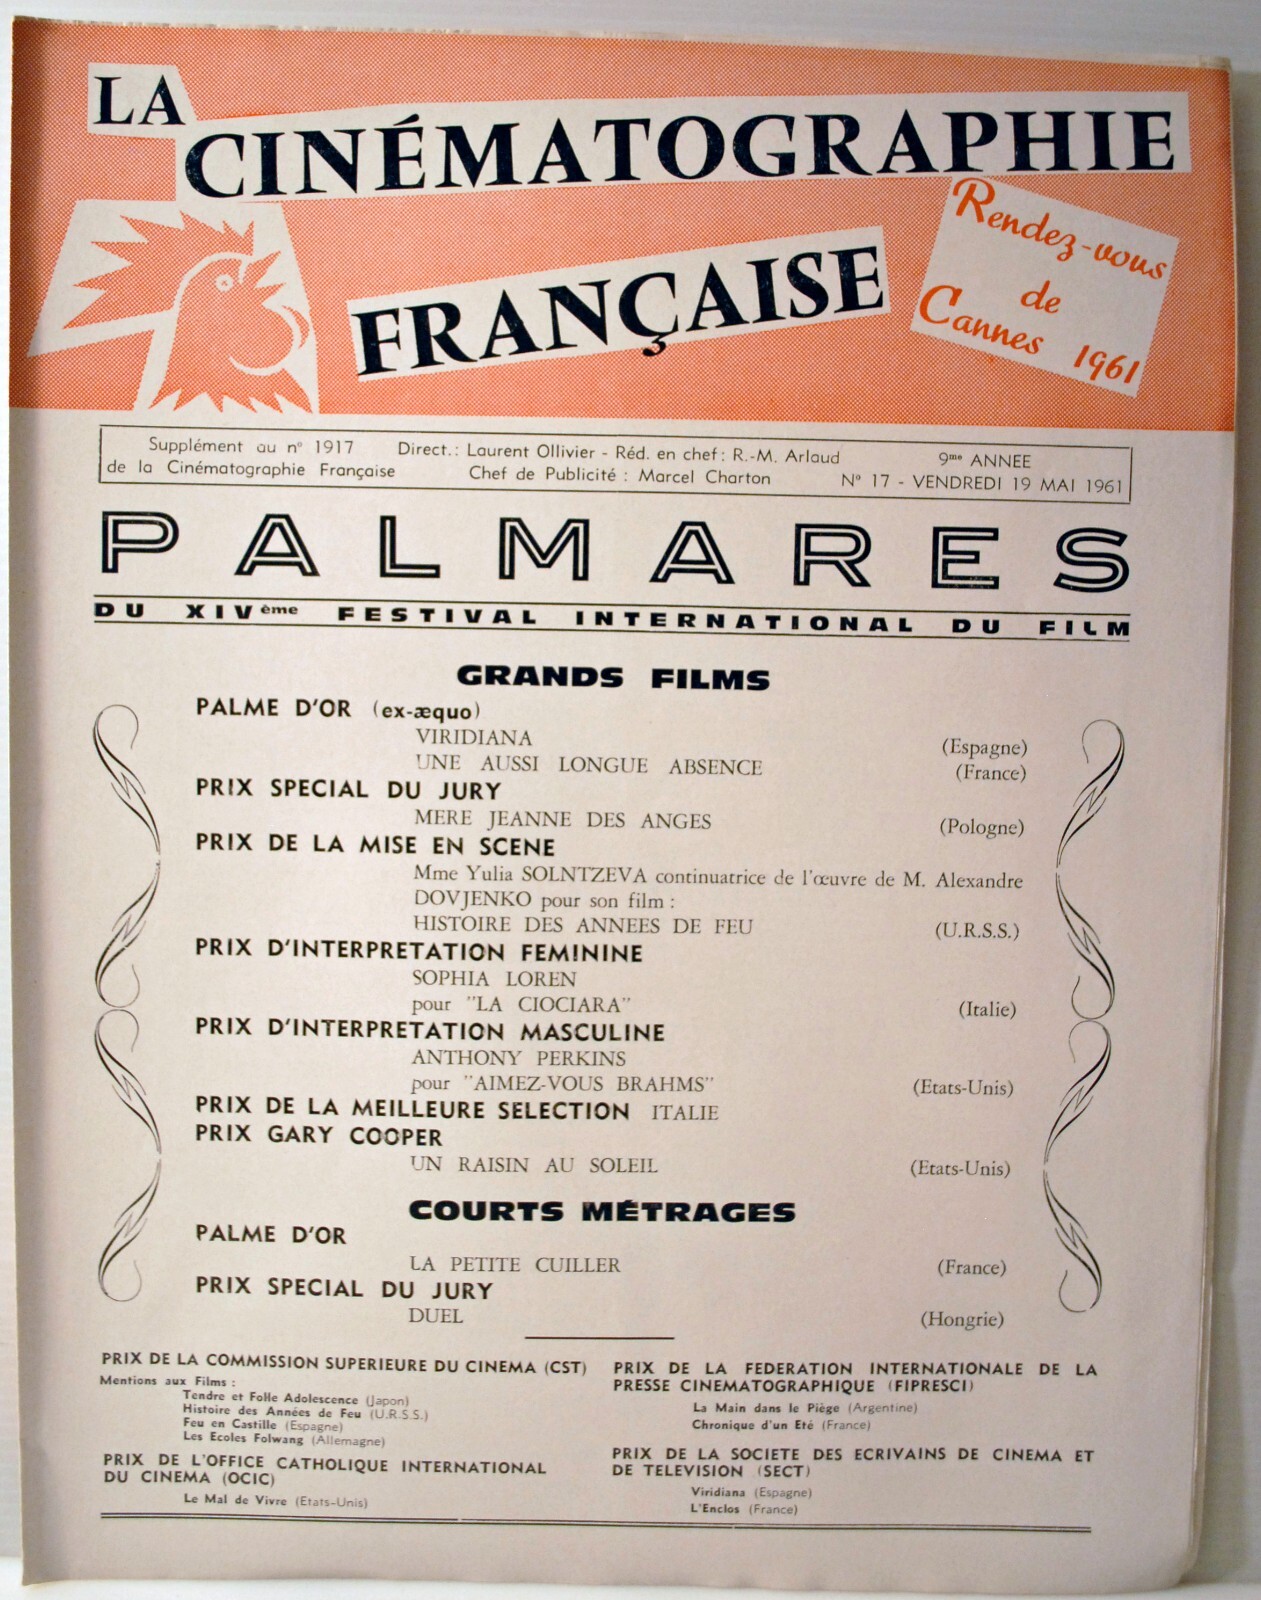 LA
CINÉMATOGRAPHIE
FRANÇAISE
Rendez-vous
de
Cannes 1961
Supplément au nº 1917
de la Cinématographie Française
Direct.: Laurent Ollivier - Réd. en chef: R.-M. Arlaud
Chef de Publicité : Marcel Charton
9me ANNEE
Nº 17 - VENDREDI 19 MAI 1961
PALMARES
DU XIVème FESTIVAL INTERNATIONAL DU FILM
GRANDS FILMS
PALME D'OR (ex-æquo)
VIRIDIANA (Espagne)
UNE AUSSI LONGUE ABSENCE (France)
PRIX SPECIAL DU JURY
MERE JEANNE DES ANGES (Pologne)
PRIX DE LA MISE EN SCENE
Mme Yulia SOLNTZEVA continuatrice de l'œuvre de M. Alexandre
DOVJENKO pour son film :
HISTOIRE DES ANNEES DE FEU (U.R.S.S.)
PRIX D'INTERPRETATION FEMININE
SOPHIA LOREN
pour "LA CIOCIARA" (Italie)
PRIX D'INTERPRETATION MASCULINE
ANTHONY PERKINS
pour "AIMEZ-VOUS BRAHMS" (Etats-Unis)
PRIX DE LA MEILLEURE SELECTION ITALIE
PRIX GARY COOPER
UN RAISIN AU SOLEIL (Etats-Unis)
COURTS MÉTRAGES
PALME D'OR
LA PETITE CUILLER (France)
PRIX SPECIAL DU JURY
DUEL (Hongrie)
PRIX DE LA COMMISSION SUPERIEURE DU CINEMA (CST)
Mentions aux Films :
Tendre et Folle Adolescence (Japon)
Histoire des Années de Feu (U.R.S.S.)
Feu en Castille (Espagne)
Les Ecoles Folwang (Allemagne)
PRIX DE L'OFFICE CATHOLIQUE INTERNATIONAL
DU CINEMA (OCIC)
Le Mal de Vivre (Etats-Unis)
PRIX DE LA FEDERATION INTERNATIONALE DE LA
PRESSE CINEMATOGRAPHIQUE (FIPRESCI)
La Main dans le Piège (Argentine)
Chronique d'un Eté (France)
PRIX DE LA SOCIETE DES ECRIVAINS DE CINEMA ET
DE TELEVISION (SECT)
Viridiana (Espagne)
L'Enclos (France)